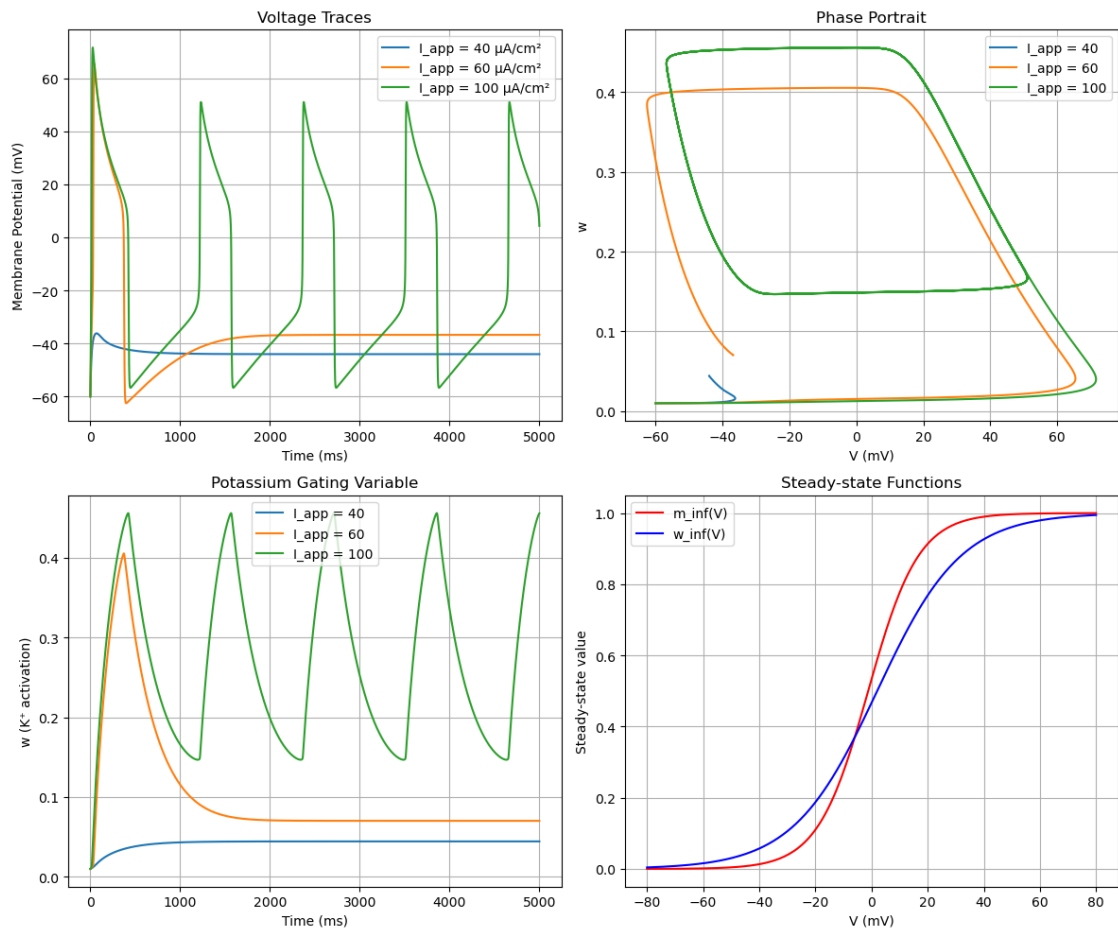 Voltage Traces
Membrane Potential (mV)
60
40
20
0
−20
−40
−60
I_app = 40 μA/cm²
I_app = 60 μA/cm²
I_app = 100 μA/cm²
0 1000 2000 3000 4000 5000
Time (ms)
Phase Portrait
w
0.4
0.3
0.2
0.1
0.0
I_app = 40
I_app = 60
I_app = 100
−60 −40 −20 0 20 40 60
V (mV)
Potassium Gating Variable
w (K⁺ activation)
0.4
0.3
0.2
0.1
0.0
I_app = 40
I_app = 60
I_app = 100
0 1000 2000 3000 4000 5000
Time (ms)
Steady-state Functions
Steady-state value
1.0
0.8
0.6
0.4
0.2
0.0
m_inf(V)
w_inf(V)
−80 −60 −40 −20 0 20 40 60 80
V (mV)